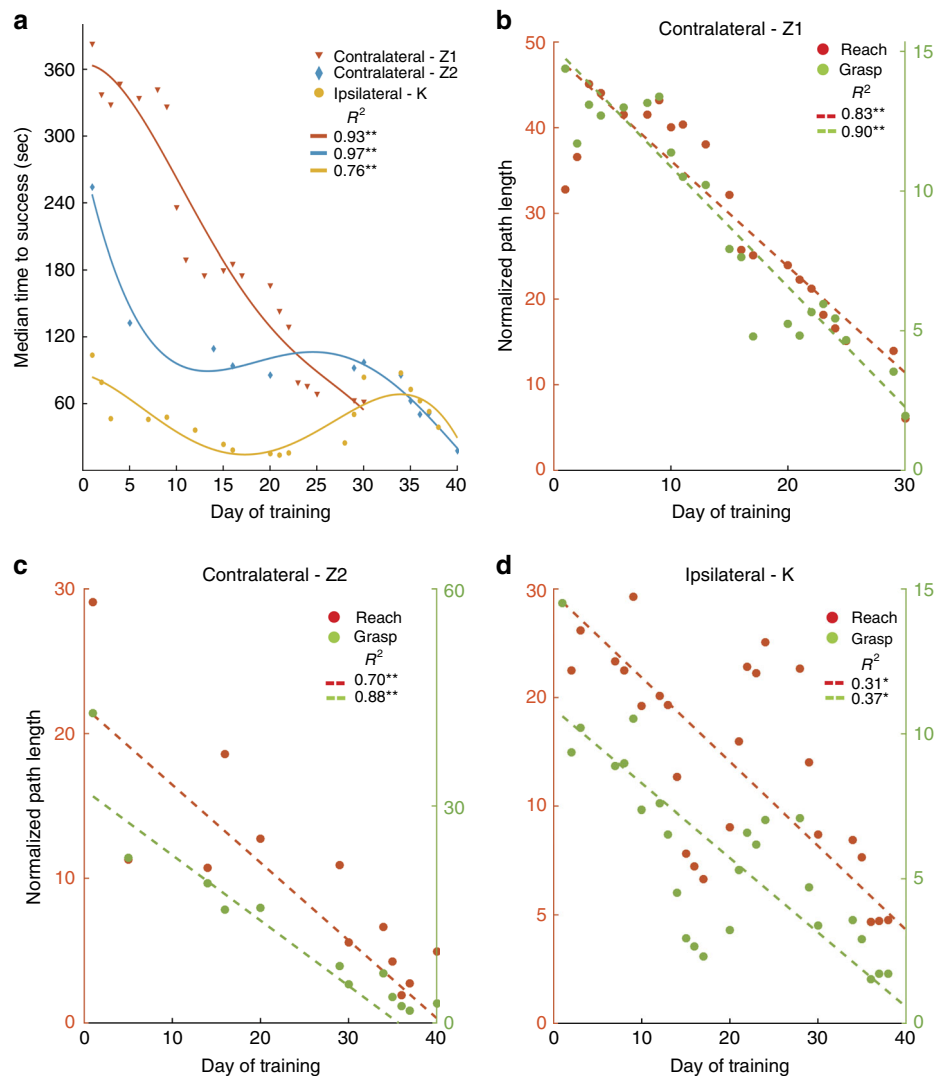 a
Median time to success (sec)
360
300
240
180
120
60
0
5
10
15
20
25
30
35
40
Day of training
Contralateral - Z1
Contralateral - Z2
Ipsilateral - K
R²
0.93**
0.97**
0.76**
b
Contralateral - Z1
Normalized path length
50
40
30
20
10
0
15
10
5
0
0
10
20
30
Day of training
Reach
Grasp
R²
0.83**
0.90**
c
Contralateral - Z2
Normalized path length
30
20
10
0
60
30
0
0
10
20
30
40
Day of training
Reach
Grasp
R²
0.70**
0.88**
d
Ipsilateral - K
30
20
10
5
0
15
10
5
0
0
10
20
30
40
Day of training
Reach
Grasp
R²
0.31*
0.37*